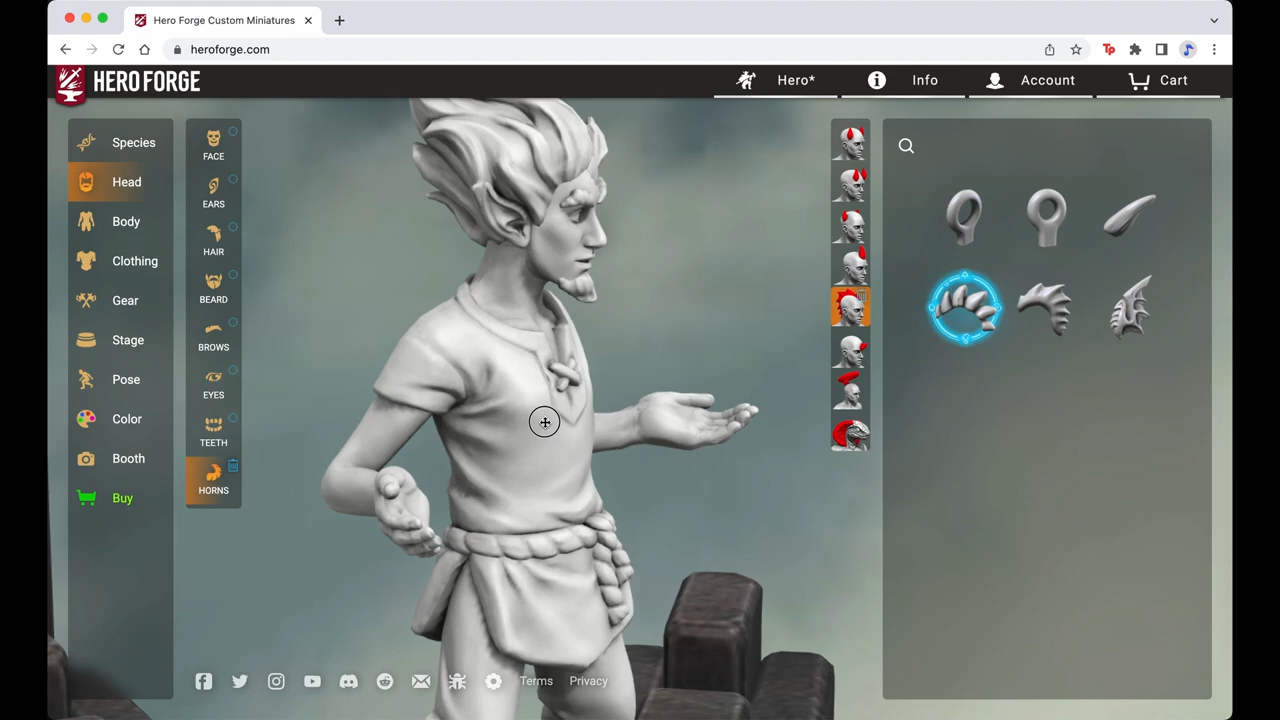 Hero Forge Custom Miniatures
heroforge.com
HERO FORGE
Hero*
Info
Account
Cart
Species
Head
Body
Clothing
Gear
Stage
Pose
Color
Booth
Buy
FACE
EARS
HAIR
BEARD
BROWS
EYES
TEETH
HORNS
Terms
Privacy
Tp